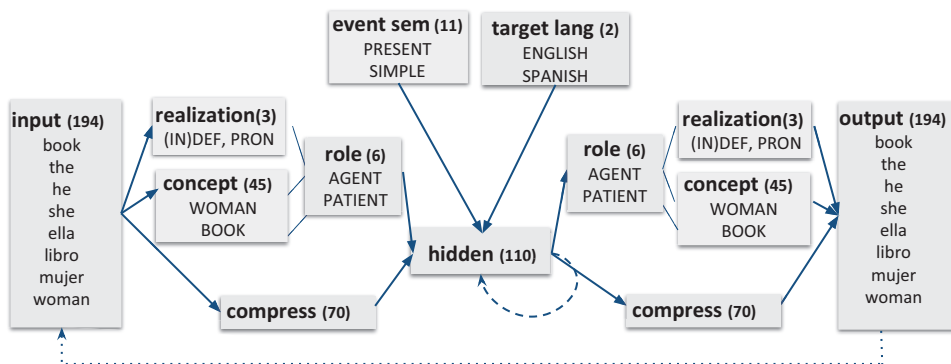 event sem (11)
PRESENT
SIMPLE
target lang (2)
ENGLISH
SPANISH
input (194)
book
the
he
she
ella
libro
mujer
woman
realization(3)
(IN)DEF, PRON
concept (45)
WOMAN
BOOK
role (6)
AGENT
PATIENT
compress (70)
hidden (110)
role (6)
AGENT
PATIENT
realization(3)
(IN)DEF, PRON
concept (45)
WOMAN
BOOK
compress (70)
output (194)
book
the
he
she
ella
libro
mujer
woman